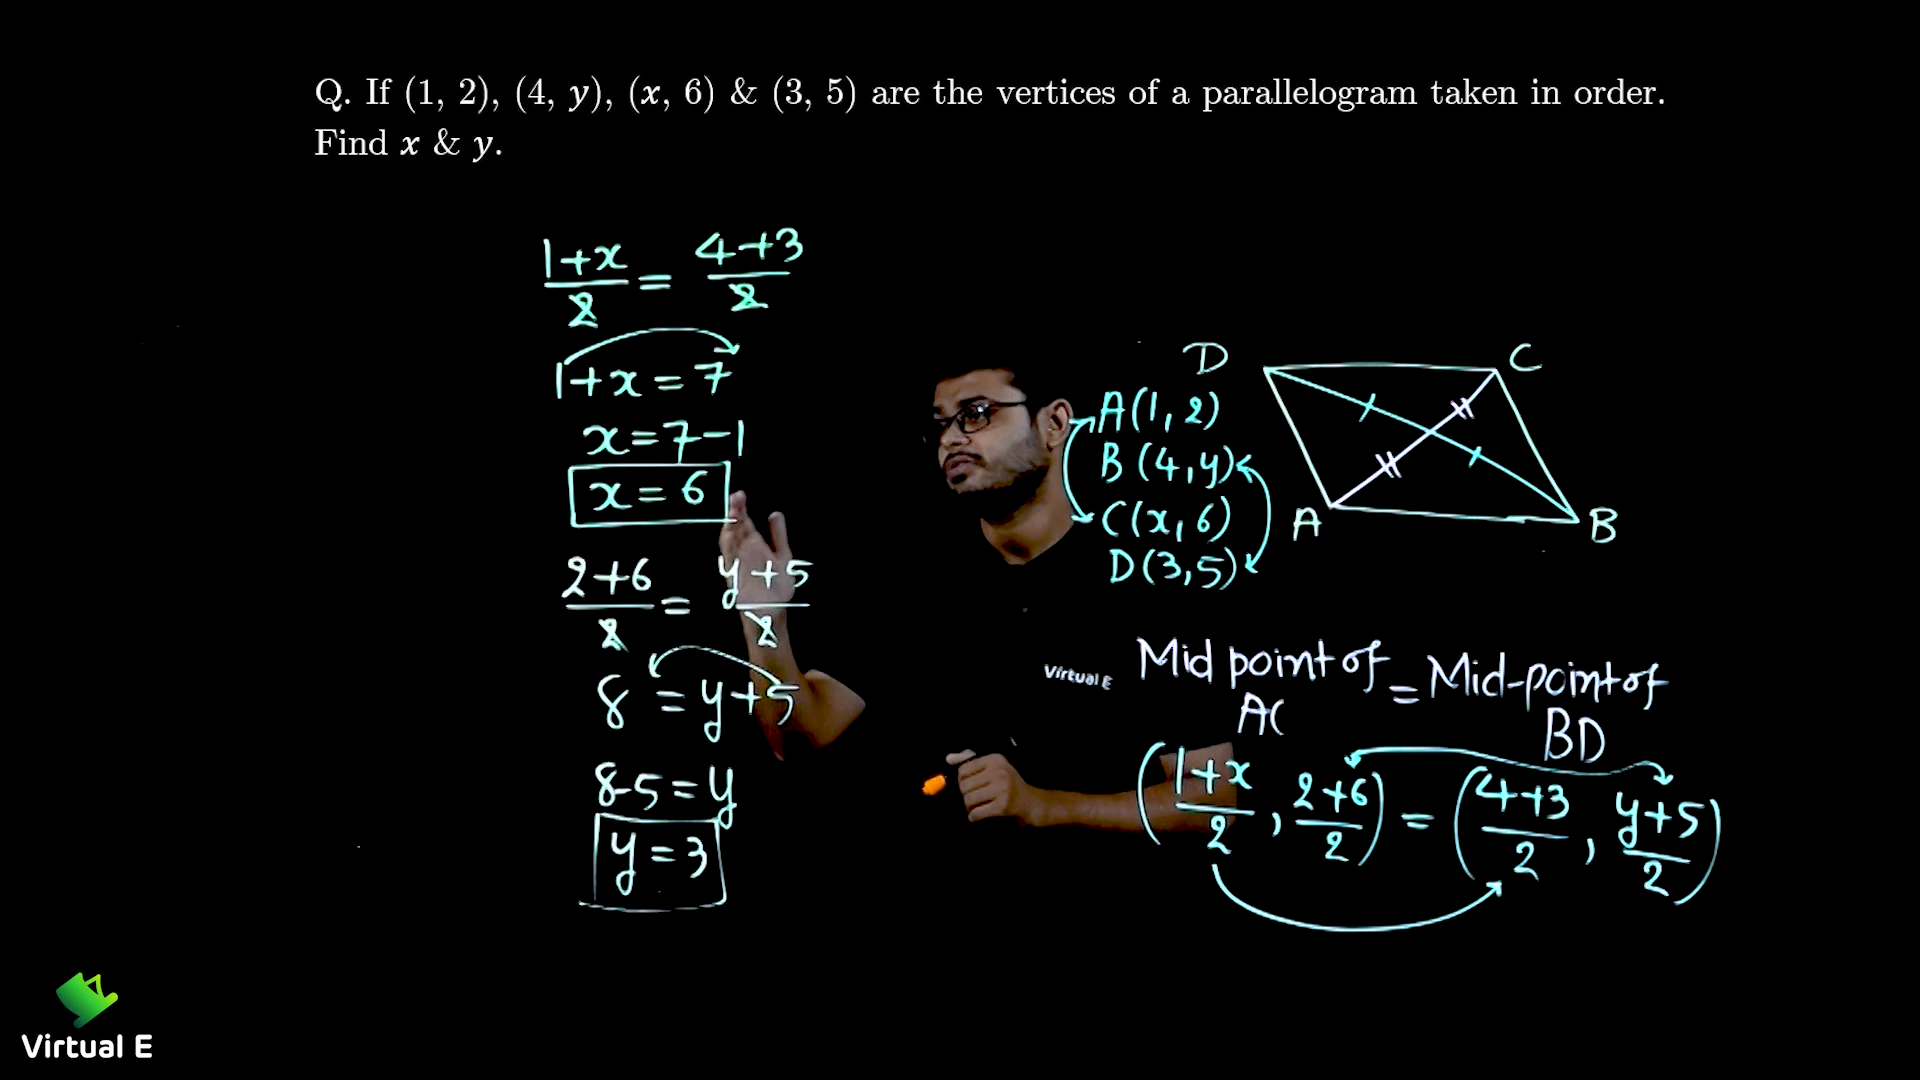 Q. If (1, 2), (4, y), (x, 6) & (3, 5) are the vertices of a parallelogram taken in order.
Find x & y.
1+x/2 = 4+3/2
1+x = 7
x = 7-1
x = 6
2+6/2 = y+5/2
8 = y+5
8-5 = y
y = 3
D
C
A(1, 2)
B (4, y)
C(x, 6)
D(3, 5)
A
B
Virtual E
Mid point of AC = Mid-point of BD
(1+x/2, 2+6/2) = (4+3/2, y+5/2)
Virtual E